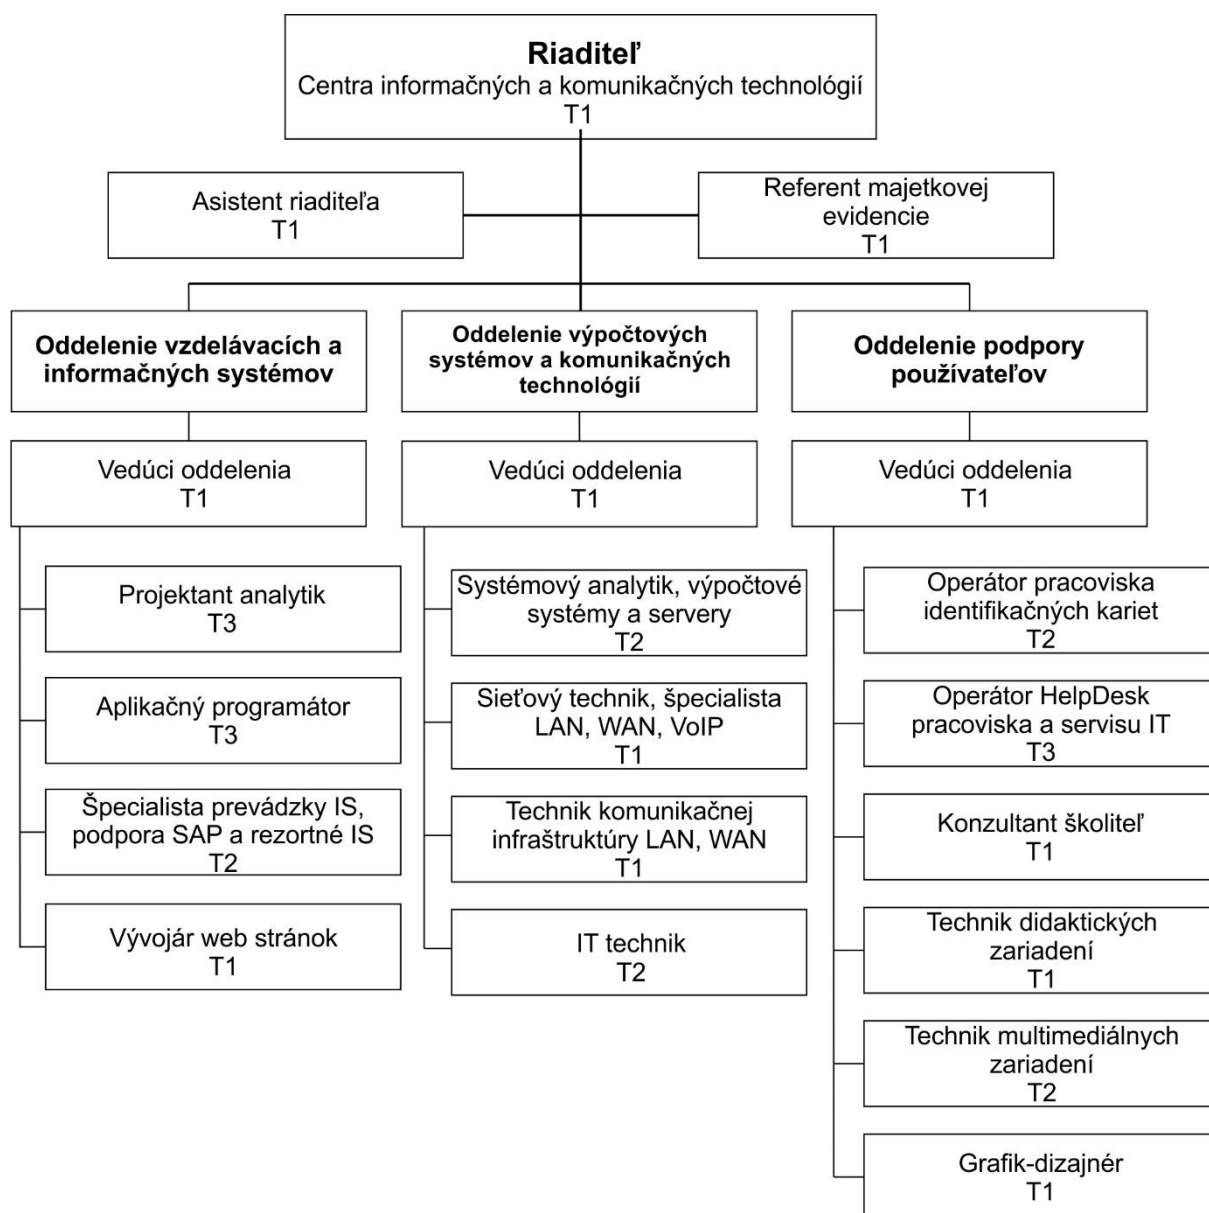 Riaditeľ
Centra informačných a komunikačných technológií
T1
Asistent riaditeľa
T1
Referent majetkovej
evidencie
T1
Oddelenie vzdelávacích a
informačných systémov
Vedúci oddelenia
T1
Projektant analytik
T3
Aplikačný programátor
T3
Špecialista prevádzky IS,
podpora SAP a rezortné IS
T2
Vývojár web stránok
T1
Oddelenie výpočtových
systémov a komunikačných
technológií
Vedúci oddelenia
T1
Systémový analytik, výpočtové
systémy a servery
T2
Sieťový technik, špecialista
LAN, WAN, VoIP
T1
Technik komunikačnej
infraštruktúry LAN, WAN
T1
IT technik
T2
Oddelenie podpory
používateľov
Vedúci oddelenia
T1
Operátor pracoviska
identifikačných kariet
T2
Operátor HelpDesk
pracoviska a servisu IT
T3
Konzultant školiteľ
T1
Technik didaktických
zariadení
T1
Technik multimediálnych
zariadení
T2
Grafik-dizajnér
T1